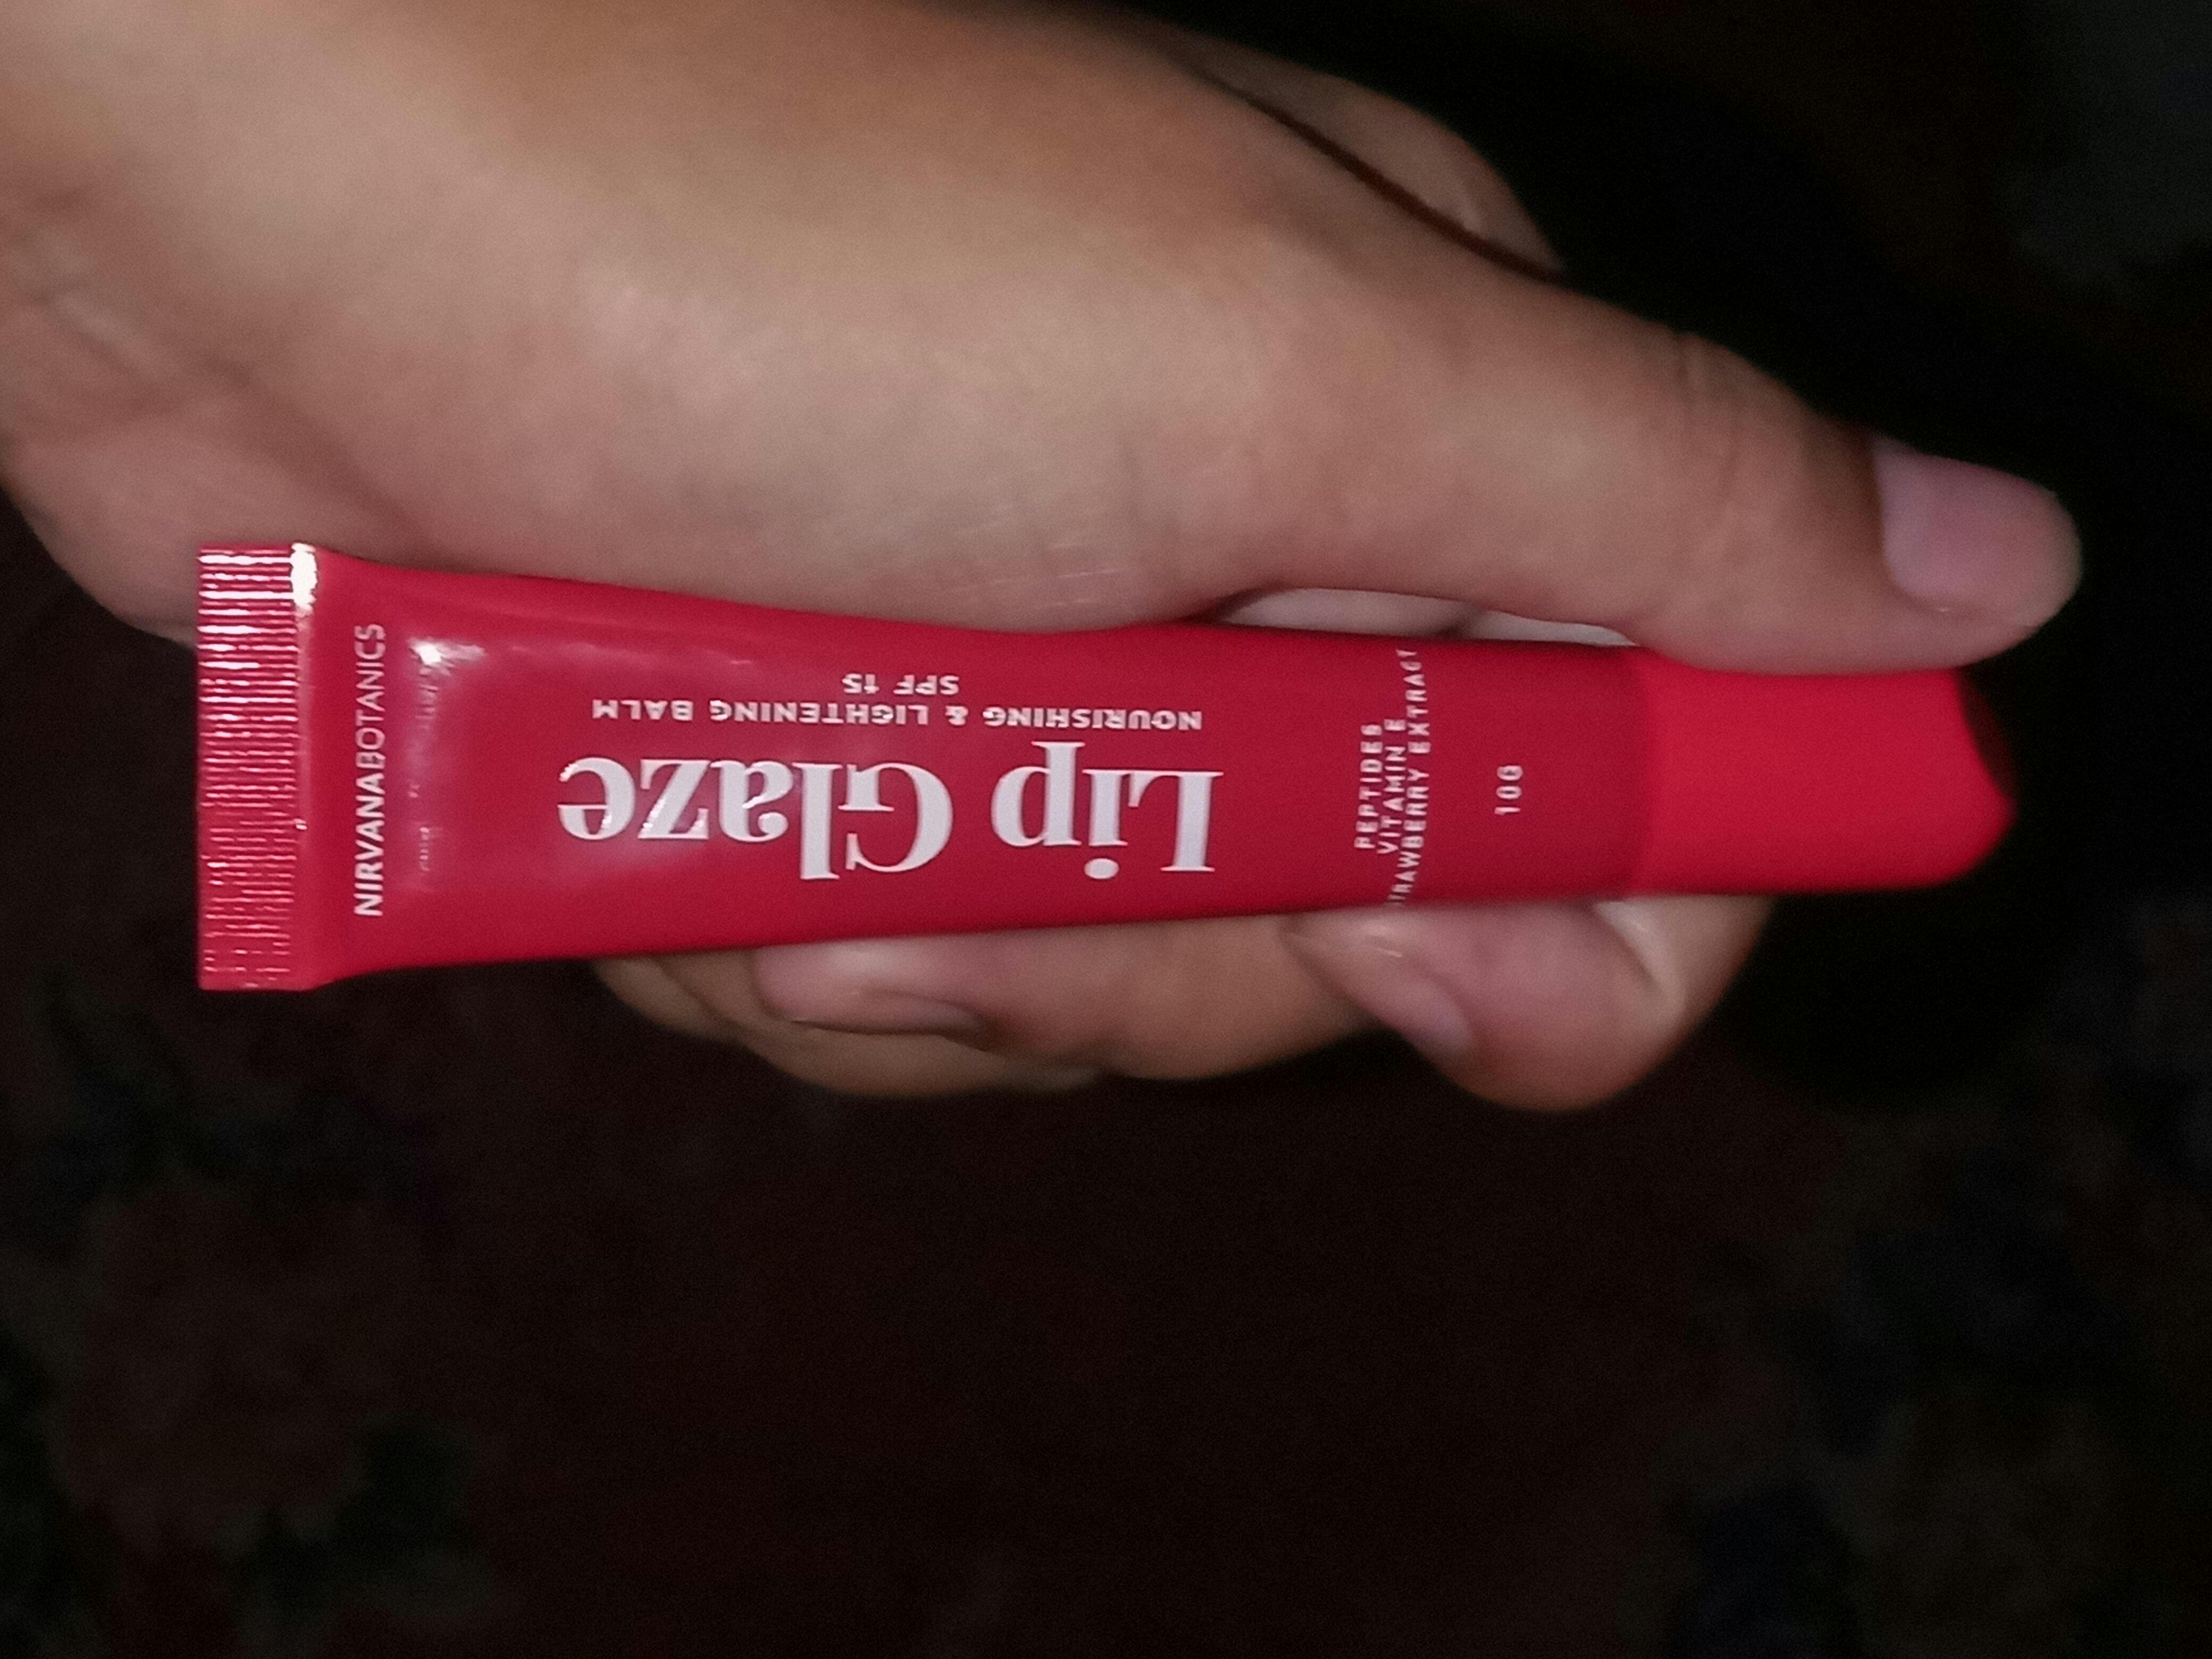 NIRVANABOTANICS
Lip Glaze
NOURISHING & LIGHTENING BALM
SPF 15
PEPTIDES
VITAMIN E
STRAWBERRY EXTRACT
10G